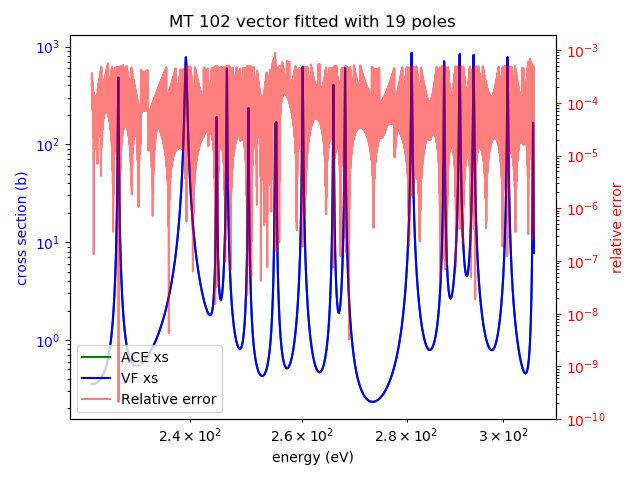 MT 102 vector fitted with 19 poles
10³
10²
10¹
10⁰
cross section (b)
10⁻³
10⁻⁴
10⁻⁵
10⁻⁶
10⁻⁷
10⁻⁸
10⁻⁹
10⁻¹⁰
relative error
ACE xs
VF xs
Relative error
2.4 × 10² 2.6 × 10² 2.8 × 10² 3 × 10²
energy (eV)